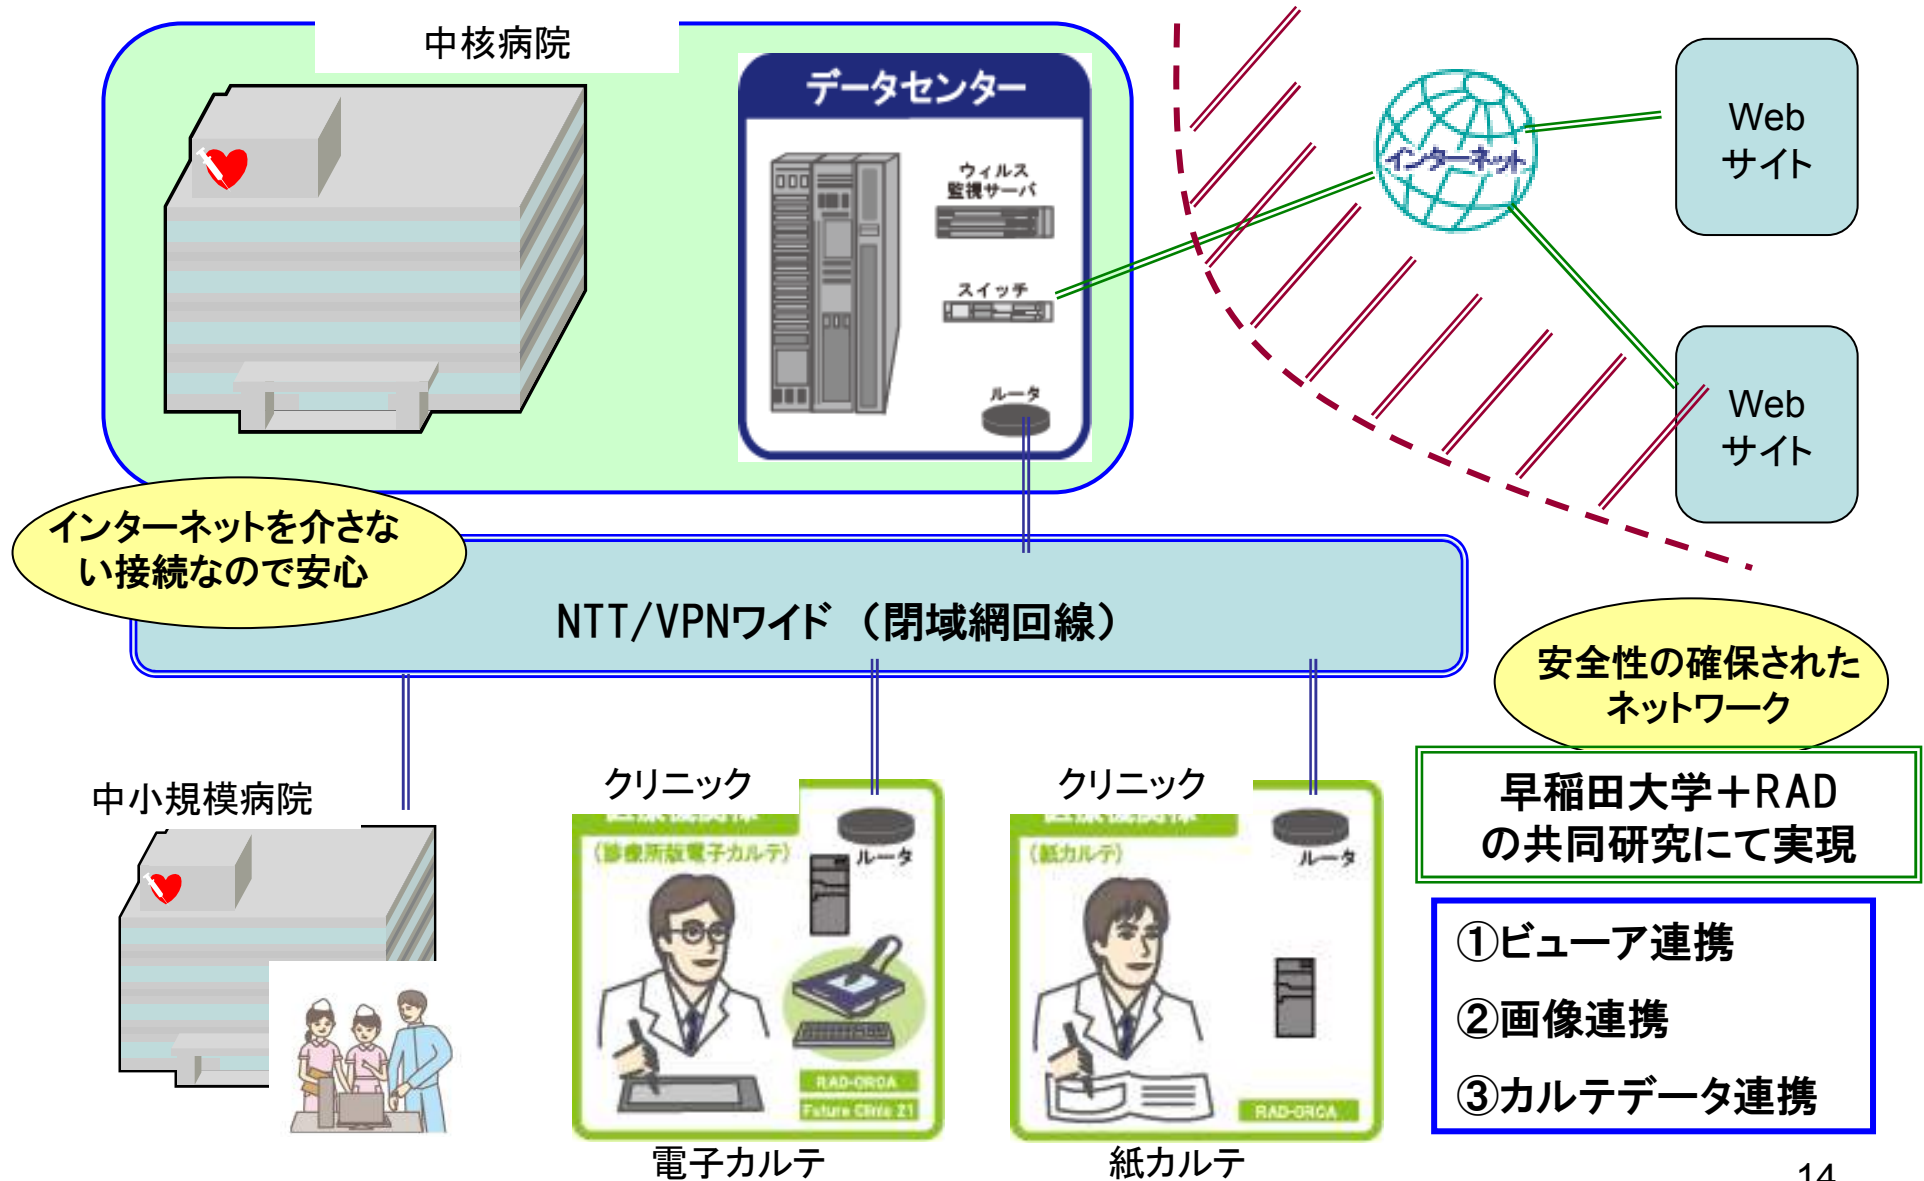 中核病院
データセンター
ウィルス
監視サーバ
スイッチ
ルータ
インターネット
Web
サイト
Web
サイト
インターネットを介さな
い接続なので安心
NTT/VPNワイド （閉域網回線）
安全性の確保された
ネットワーク
早稲田大学＋RAD
の共同研究にて実現
中小規模病院
クリニック
（診療所版電子カルテ）
ルータ
RAD-ORCA
Future Clinic 21
電子カルテ
クリニック
（紙カルテ）
ルータ
RAD-ORCA
紙カルテ
①ビューア連携
②画像連携
③カルテデータ連携
14